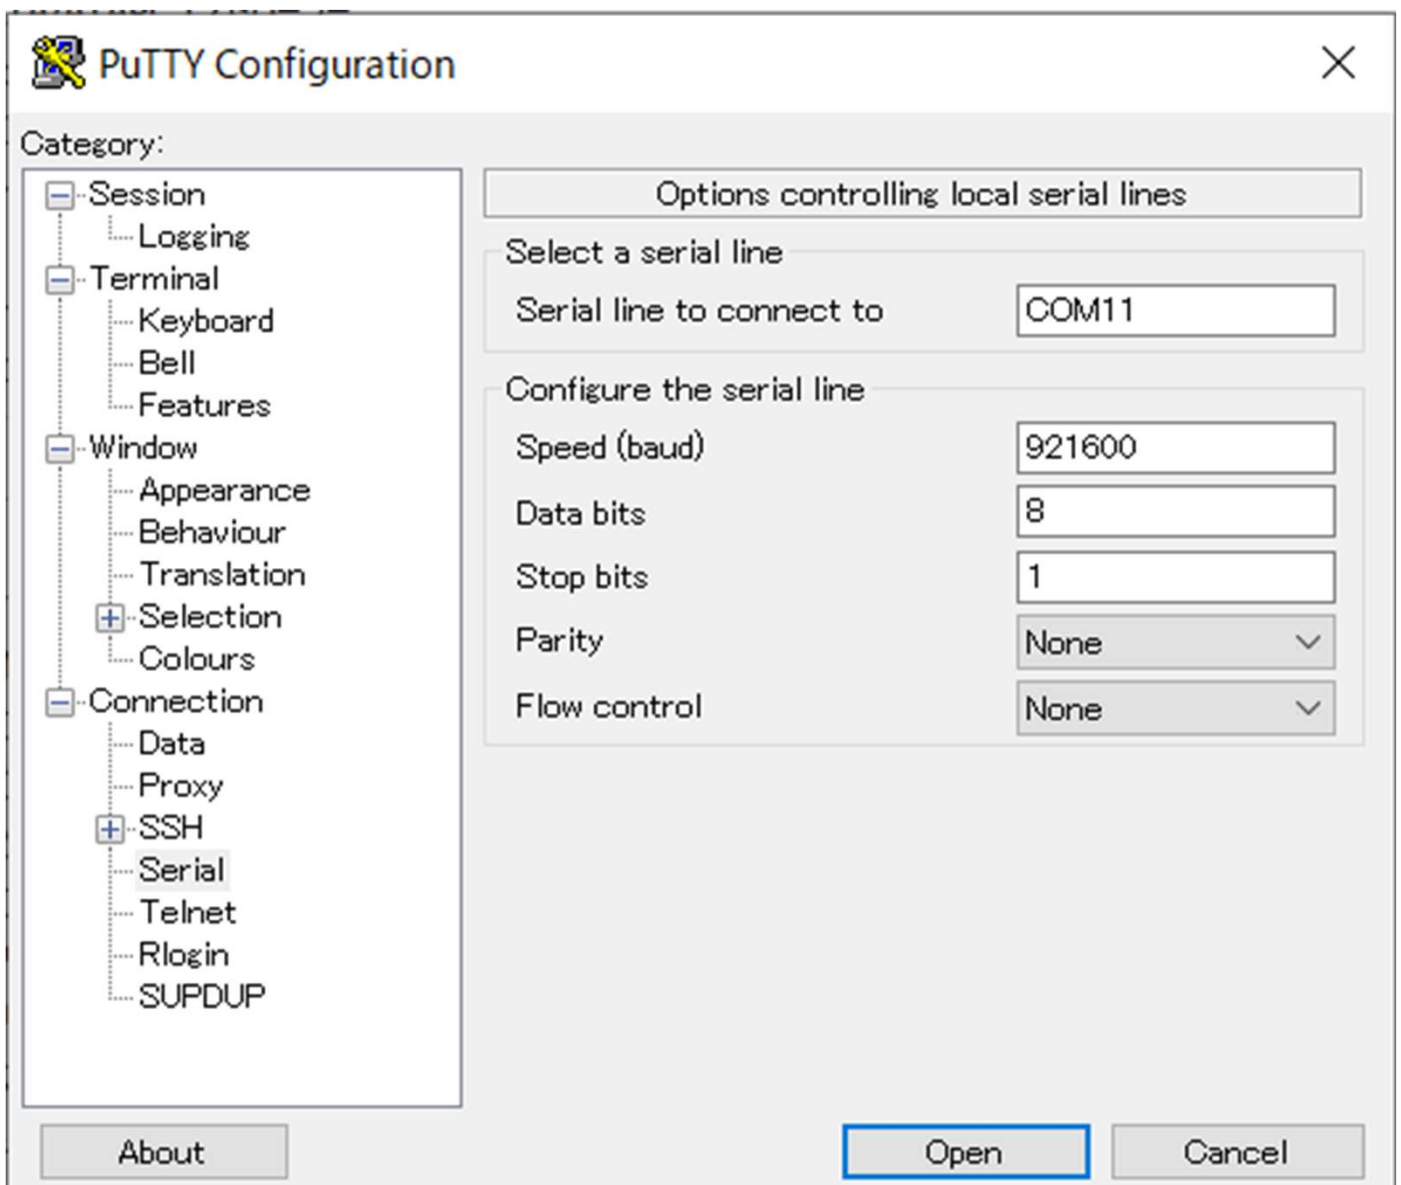 PuTTY Configuration
Category:
Session
Logging
Terminal
Keyboard
Bell
Features
Window
Appearance
Behaviour
Translation
Selection
Colours
Connection
Data
Proxy
SSH
Serial
Telnet
Rlogin
SUPDUP
Options controlling local serial lines
Select a serial line
Serial line to connect to COM11
Configure the serial line
Speed (baud) 921600
Data bits 8
Stop bits 1
Parity None
Flow control None
About Open Cancel